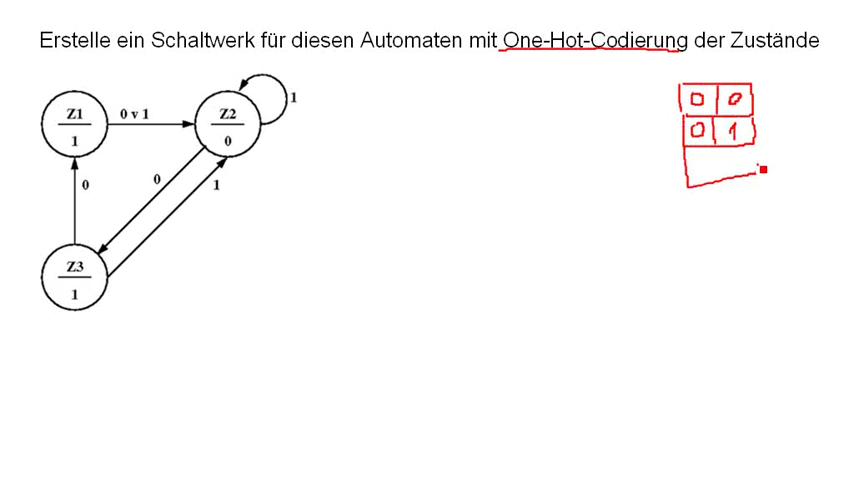 Erstelle ein Schaltwerk für diesen Automaten mit One-Hot-Codierung der Zustände
Z1
1
0 v 1
Z2
0
1
0
0
1
Z3
1
0 0
0 1